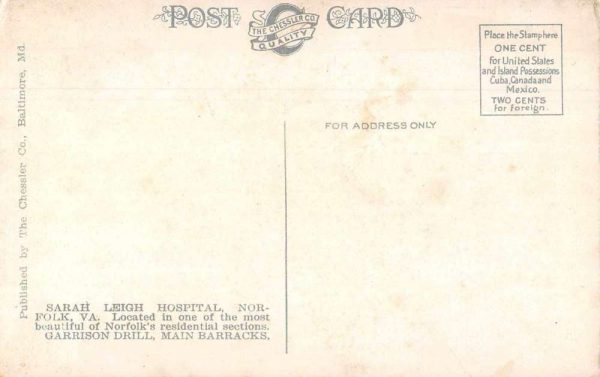 POST CARD
THE CHESSLER CO.
QUALITY
Place the Stamp here
ONE CENT
for United States
and Island Possessions
Cuba, Canada and
Mexico.
TWO CENTS
for foreign.
FOR ADDRESS ONLY
Published by The Chessler Co., Baltimore, Md.
SARAH LEIGH HOSPITAL, NOR-
FOLK, VA. Located in one of the most
beautiful of Norfolk's residential sections.
GARRISON DRILL, MAIN BARRACKS.